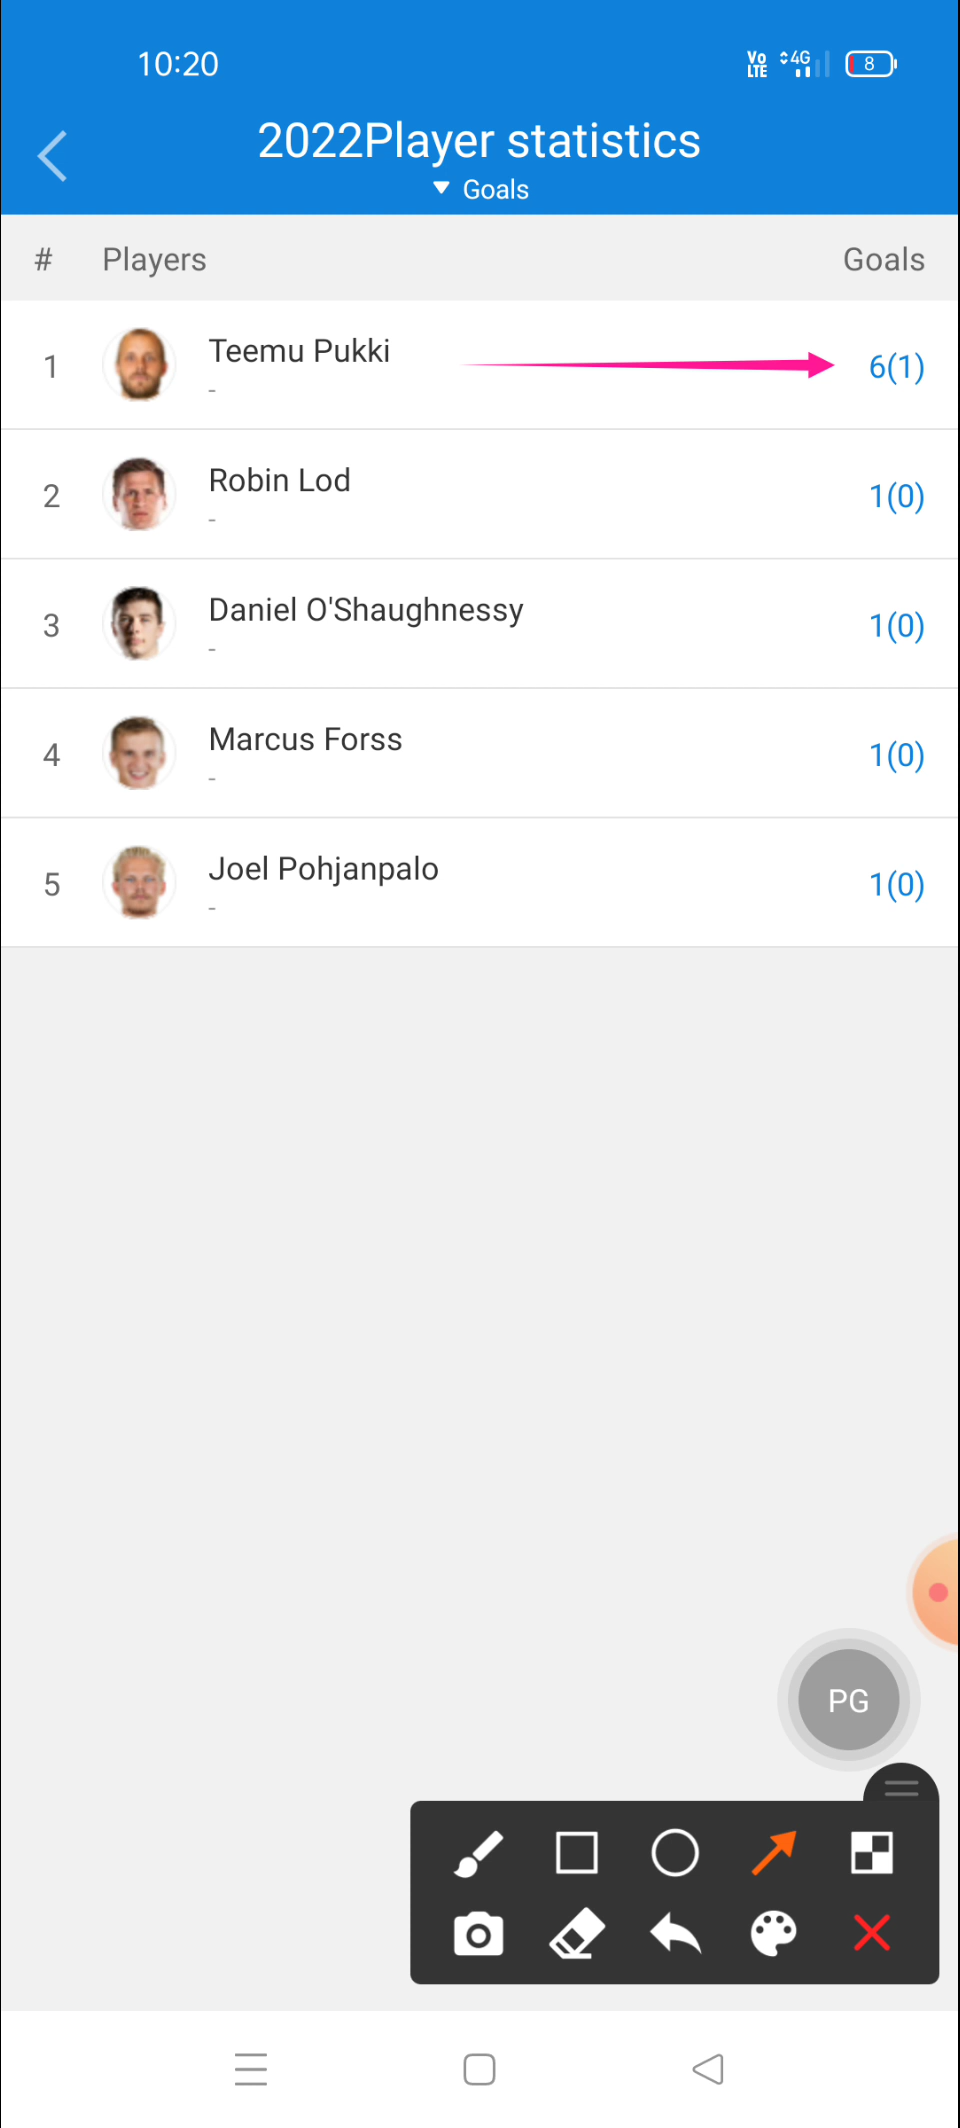 10:20
Vo
LTE
4G
8
2022Player statistics
Goals
# Players Goals
1 Teemu Pukki 6(1)
-
2 Robin Lod 1(0)
-
3 Daniel O'Shaughnessy 1(0)
-
4 Marcus Forss 1(0)
-
5 Joel Pohjanpalo 1(0)
-
PG